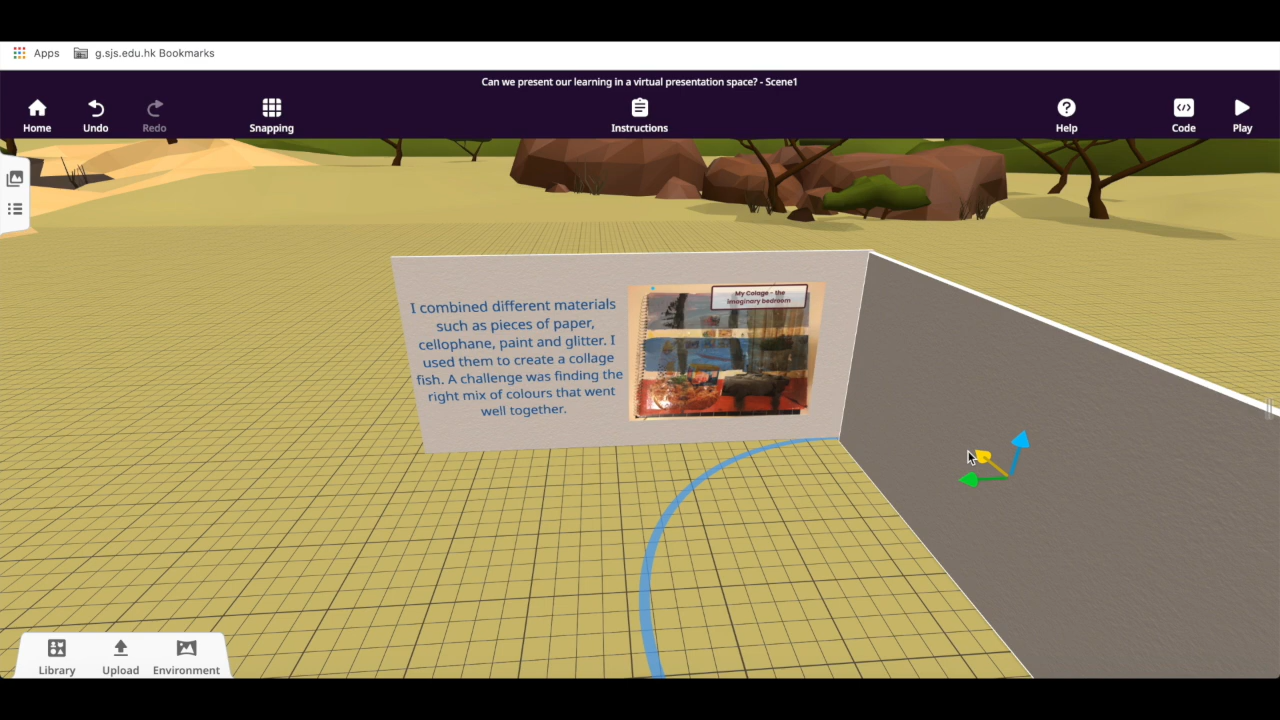 Apps g.sjs.edu.hk Bookmarks
Can we present our learning in a virtual presentation space? - Scene1
Home Undo Redo Snapping Instructions Help Code Play
I combined different materials
such as pieces of paper,
cellophane, paint and glitter. I
used them to create a collage
fish. A challenge was finding the
right mix of colours that went
well together.
My Colage - the
imaginary bedroom
Library Upload Environment